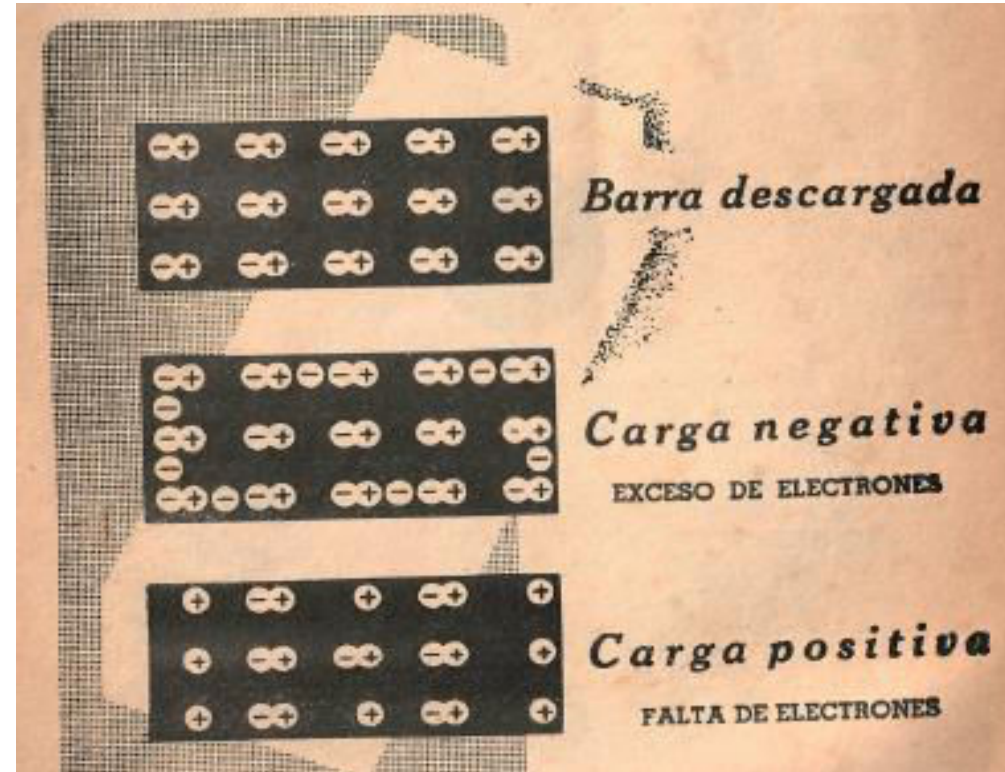 Barra descargada
Carga negativa
EXCESO DE ELECTRONES
Carga positiva
FALTA DE ELECTRONES